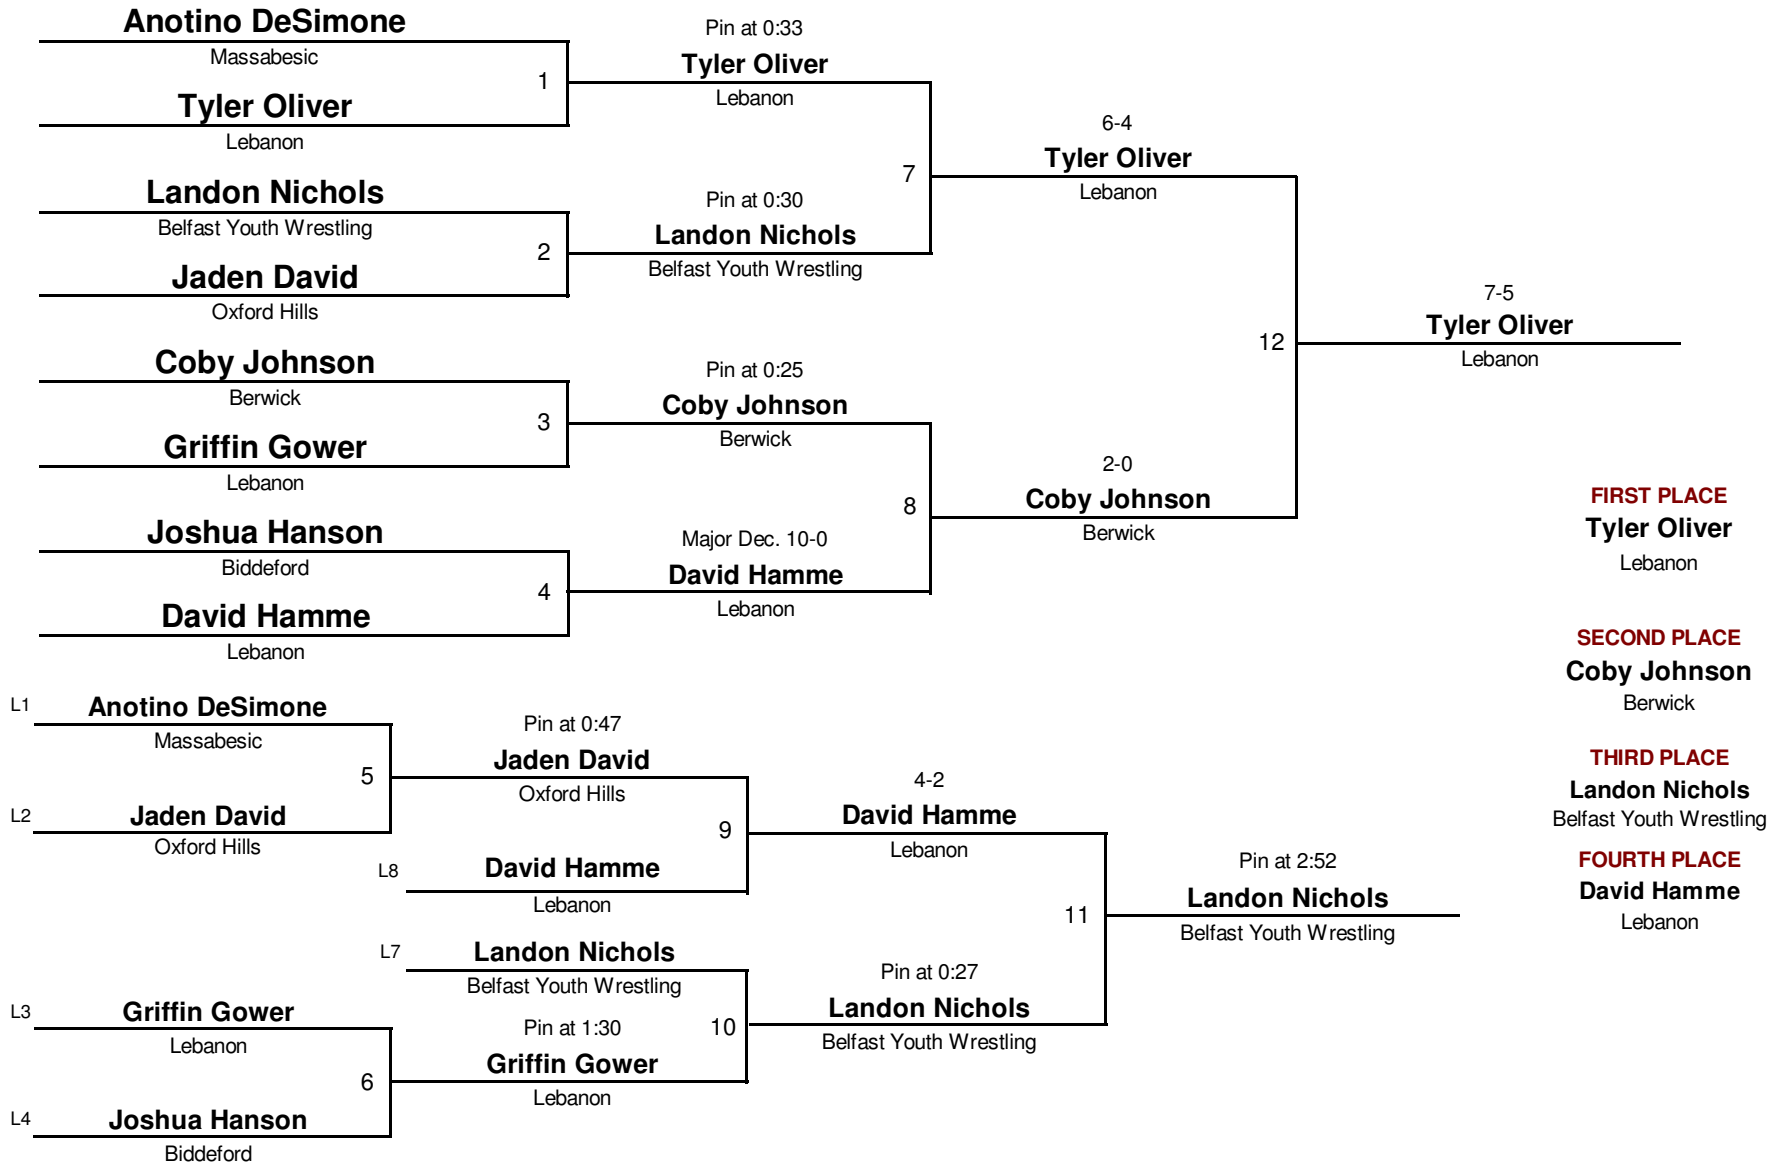 Anotino DeSimone
Massabesic
1
Tyler Oliver
Lebanon
Landon Nichols
Belfast Youth Wrestling
2
Jaden David
Oxford Hills
Coby Johnson
Berwick
3
Griffin Gower
Lebanon
Joshua Hanson
Biddeford
4
David Hamme
Lebanon
Pin at 0:33
Tyler Oliver
Lebanon
7
Pin at 0:30
Landon Nichols
Belfast Youth Wrestling
Pin at 0:25
Coby Johnson
Berwick
8
Major Dec. 10-0
David Hamme
Lebanon
6-4
Tyler Oliver
Lebanon
12
2-0
Coby Johnson
Berwick
7-5
Tyler Oliver
Lebanon
FIRST PLACE
Tyler Oliver
Lebanon
SECOND PLACE
Coby Johnson
Berwick
THIRD PLACE
Landon Nichols
Belfast Youth Wrestling
FOURTH PLACE
David Hamme
Lebanon
L1 Anotino DeSimone
Massabesic
5
L2 Jaden David
Oxford Hills
Pin at 0:47
Jaden David
Oxford Hills
9
L8 David Hamme
Lebanon
L7 Landon Nichols
Belfast Youth Wrestling
10
Pin at 1:30
Griffin Gower
Lebanon
L3 Griffin Gower
Lebanon
6
L4 Joshua Hanson
Biddeford
4-2
David Hamme
Lebanon
11
Pin at 0:27
Landon Nichols
Belfast Youth Wrestling
Pin at 2:52
Landon Nichols
Belfast Youth Wrestling